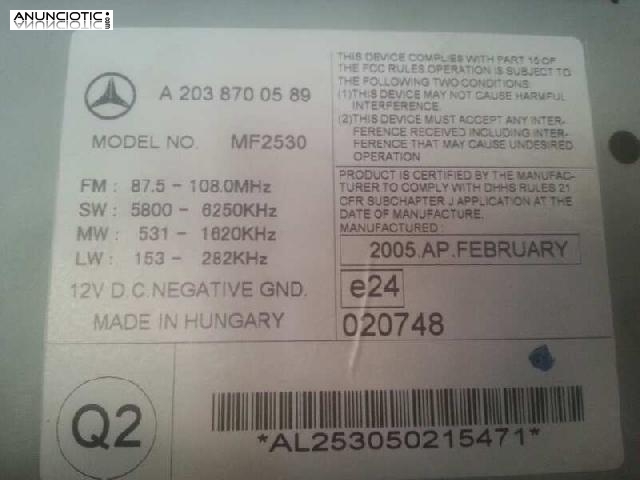 ANUNCIOTIC
.com
A 203 870 05 89
MODEL NO. MF2530
FM : 87.5 - 108.0MHz
SW : 5800 - 6250KHz
MW : 531 - 1620KHz
LW : 153 - 282KHz
12V D.C. NEGATIVE GND.
MADE IN HUNGARY
THIS DEVICE COMPLIES WITH PART 15 OF
THE FCC RULES.OPERATION IS SUBJECT TO
THE FOLLOWING TWO CONDITIONS:
(1)THIS DEVICE MAY NOT CAUSE HARMFUL
INTERFERENCE.
(2)THIS DEVICE MUST ACCEPT ANY INTER-
FERENCE RECEIVED INCLUDING INTER-
FERENCE THAT MAY CAUSE UNDESIRED
OPERATION
PRODUCT IS CERTIFIED BY THE MANUFAC-
TURER TO COMPLY WITH DHHS RULES 21
CFR SUBCHAPTER J APPLICATION AT THE
DATE OF MANUFACTURE.
MANUFACTURED :
2005.AP.FEBRUARY
e24
020748
Q2
*AL253050215471*